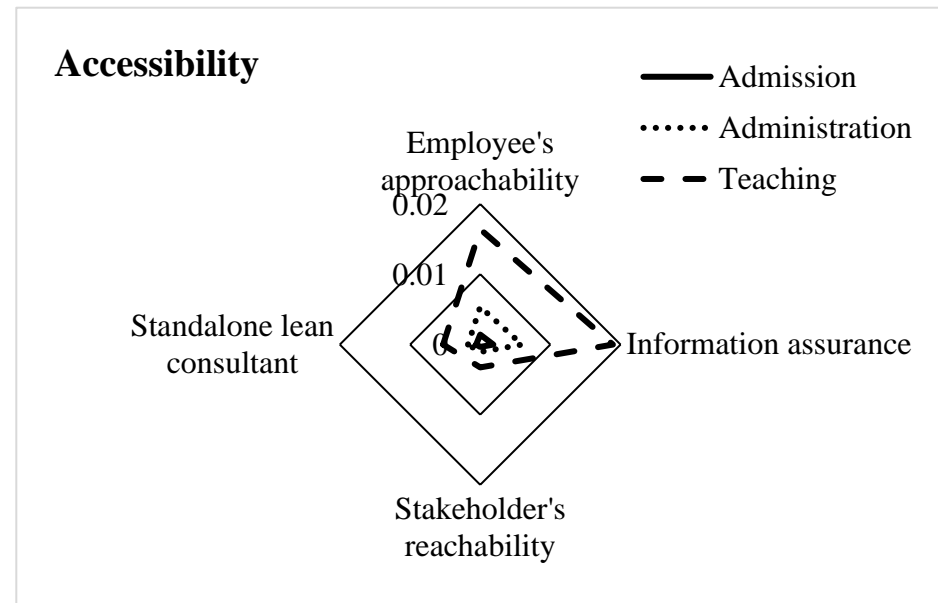 Accessibility
Admission
Administration
Teaching
Employee's
approachability
0.02
0.01
0
Standalone lean
consultant
Information assurance
Stakeholder's
reachability